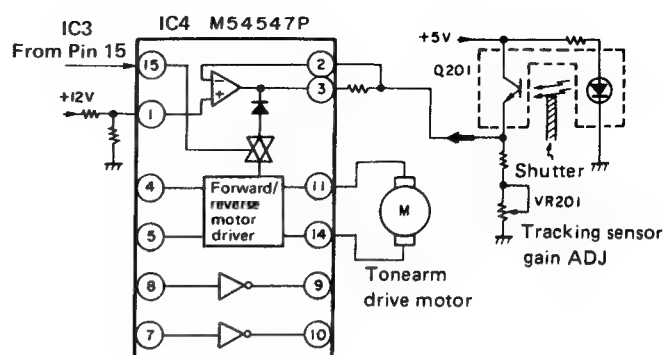 IC4 M54547P
IC3
From Pin 15
+12V
15
1
4
5
8
7
2
3
11
14
9
10
−
+
Forward/
reverse
motor
driver
M
Tonearm
drive motor
+5V
Q201
Shutter
VR201
Tracking sensor
gain ADJ